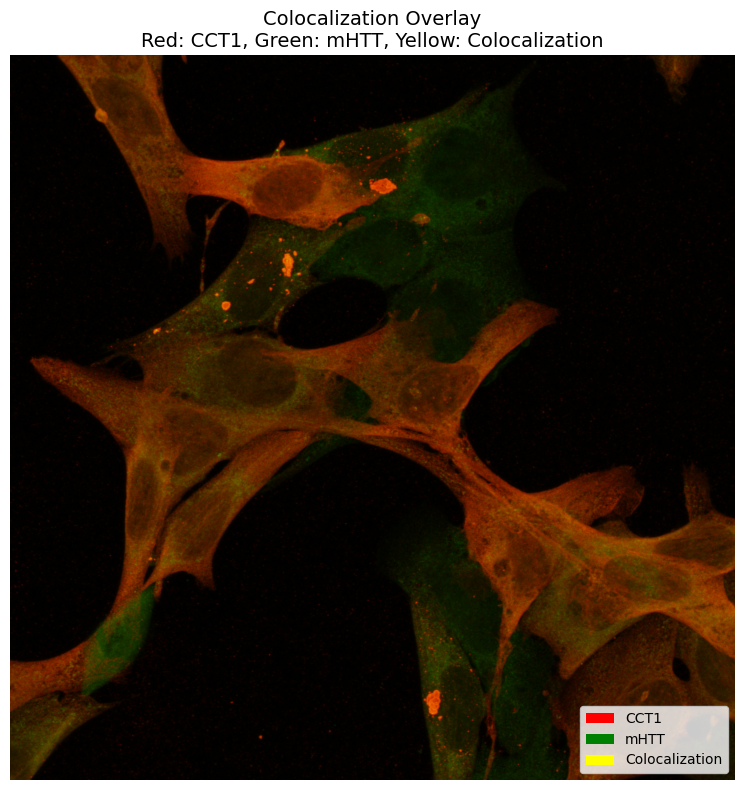 Colocalization Overlay
Red: CCT1, Green: mHTT, Yellow: Colocalization
CCT1
mHTT
Colocalization